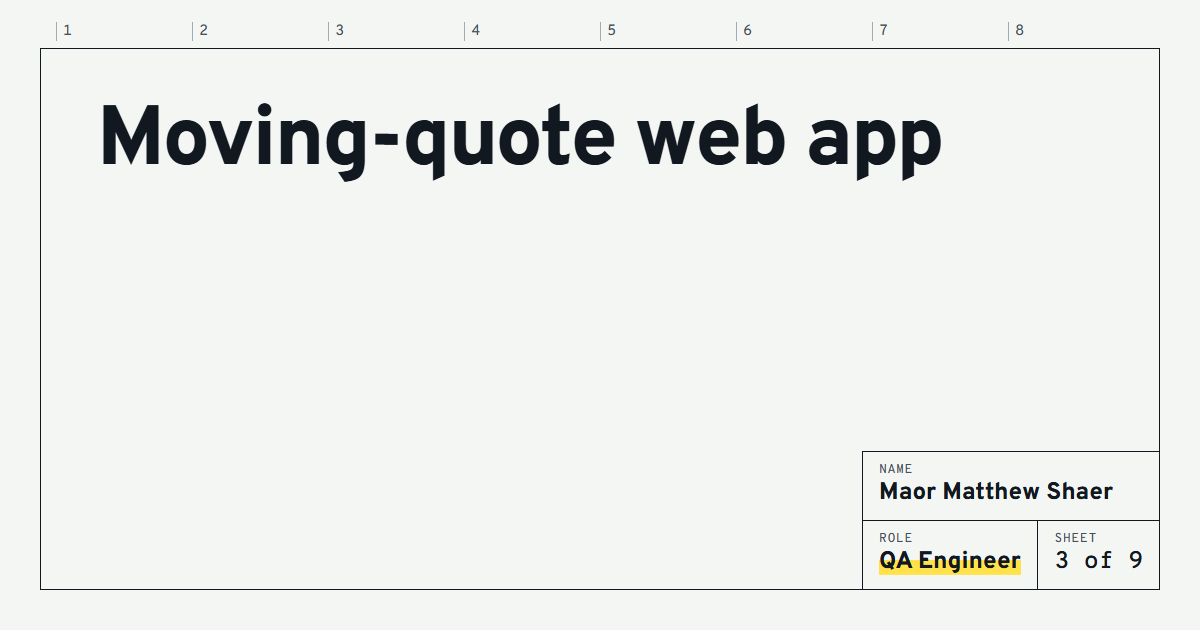 1 2 3 4 5 6 7 8
Moving-quote web app
NAME
Maor Matthew Shaer
ROLE
QA Engineer
SHEET
3 of 9